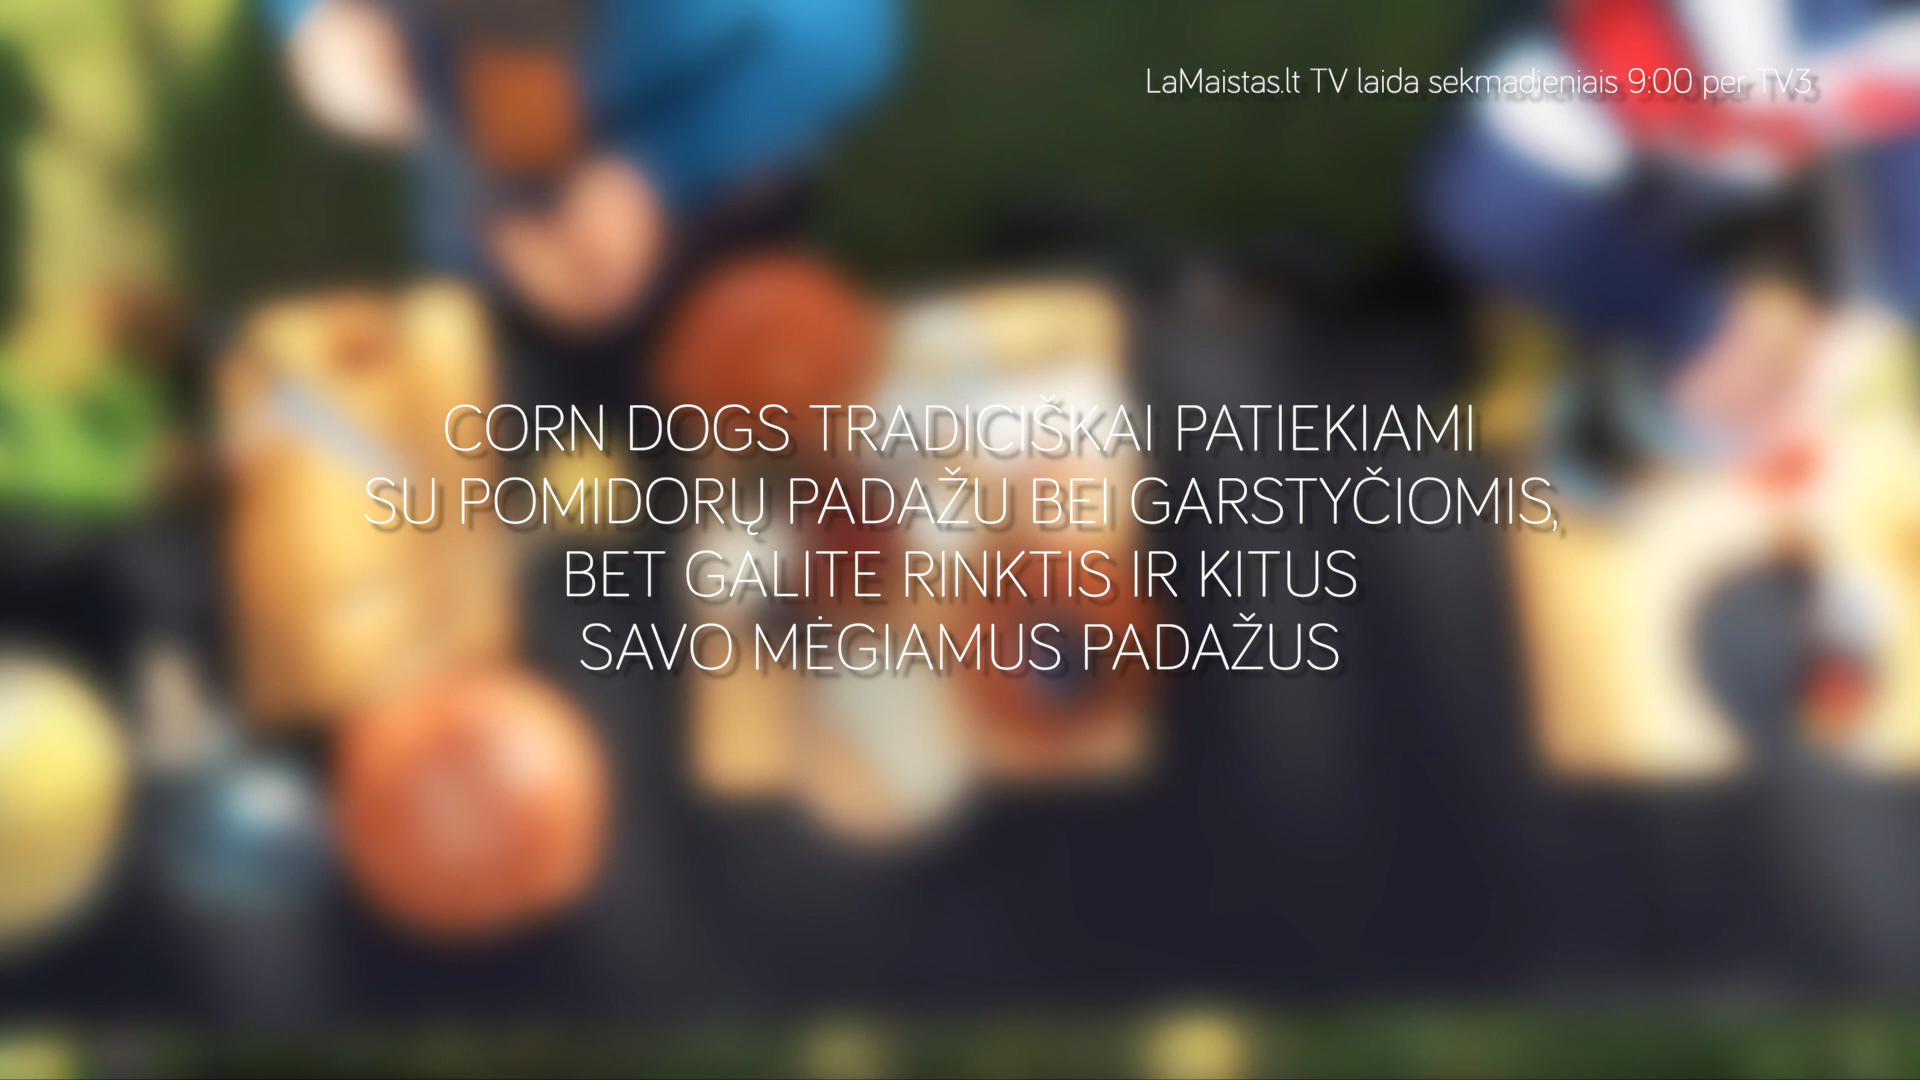 LaMaistas.lt TV laida sekmadieniais 9:00 per TV3
CORN DOGS TRADICIŠKAI PATIEKIAMI
SU POMIDORŲ PADAŽU BEI GARSTYČIOMIS,
BET GALITE RINKTIS IR KITUS
SAVO MĖGIAMUS PADAŽUS